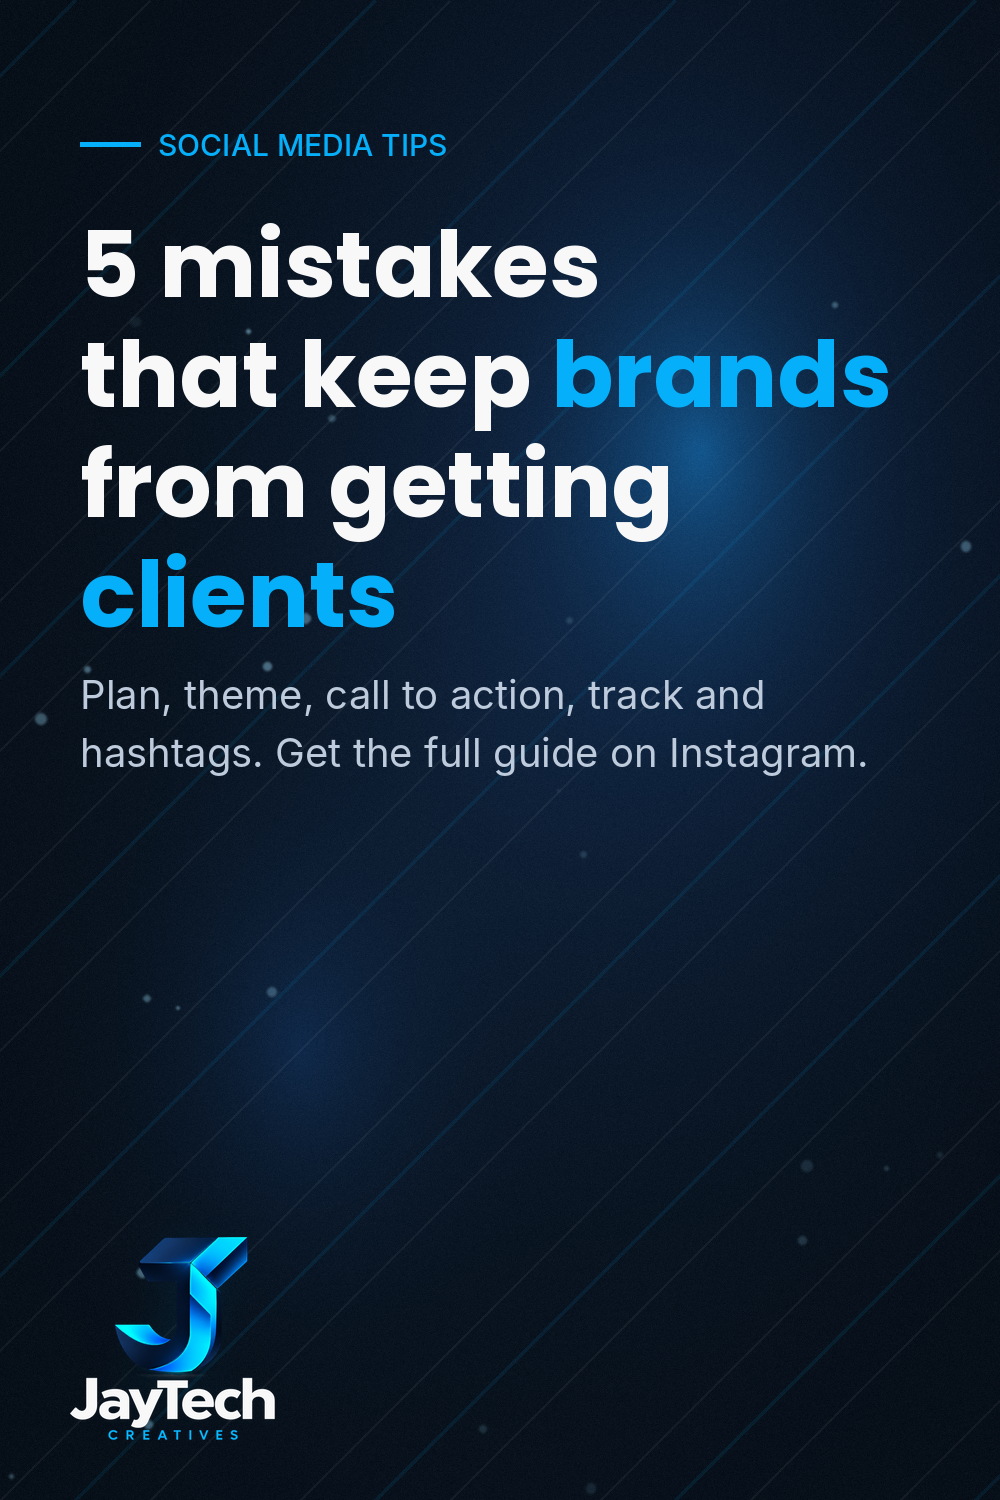 SOCIAL MEDIA TIPS
5 mistakes
that keep brands
from getting
clients
Plan, theme, call to action, track and
hashtags. Get the full guide on Instagram.
JayTech
CREATIVES